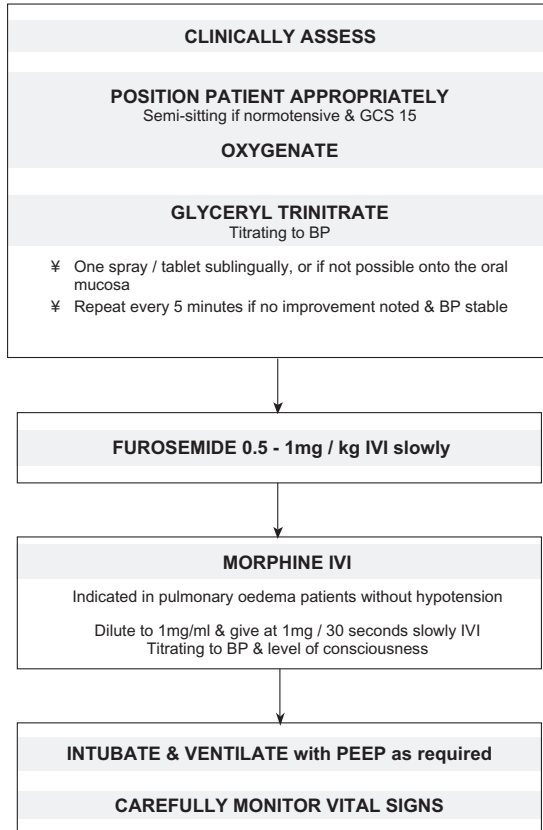 CLINICALLY ASSESS
POSITION PATIENT APPROPRIATELY
Semi-sitting if normotensive & GCS 15
OXYGENATE
GLYCERYL TRINITRATE
Titrating to BP
¥ One spray / tablet sublingually, or if not possible onto the oral
mucosa
¥ Repeat every 5 minutes if no improvement noted & BP stable
FUROSEMIDE 0.5 - 1mg / kg IVI slowly
MORPHINE IVI
Indicated in pulmonary oedema patients without hypotension
Dilute to 1mg/ml & give at 1mg / 30 seconds slowly IVI
Titrating to BP & level of consciousness
INTUBATE & VENTILATE with PEEP as required
CAREFULLY MONITOR VITAL SIGNS